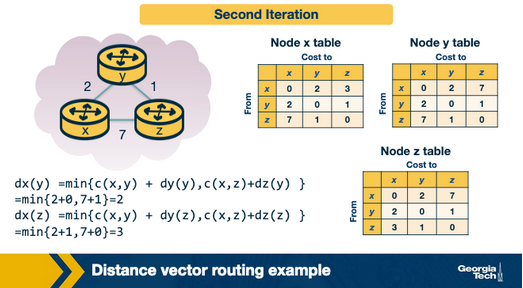 Second Iteration
y
2
1
x
z
7
Node x table
Cost to
x y z
From
x 0 2 3
y 2 0 1
z 7 1 0
Node y table
Cost to
x y z
From
x 0 2 7
y 2 0 1
z 7 1 0
Node z table
Cost to
x y z
From
x 0 2 7
y 2 0 1
z 3 1 0
dx(y) =min{c(x,y) + dy(y),c(x,z)+dz(y) }
=min{2+0,7+1}=2
dx(z) =min{c(x,y) + dy(z),c(x,z)+dz(z) }
=min{2+1,7+0}=3
Distance vector routing example
Georgia
Tech